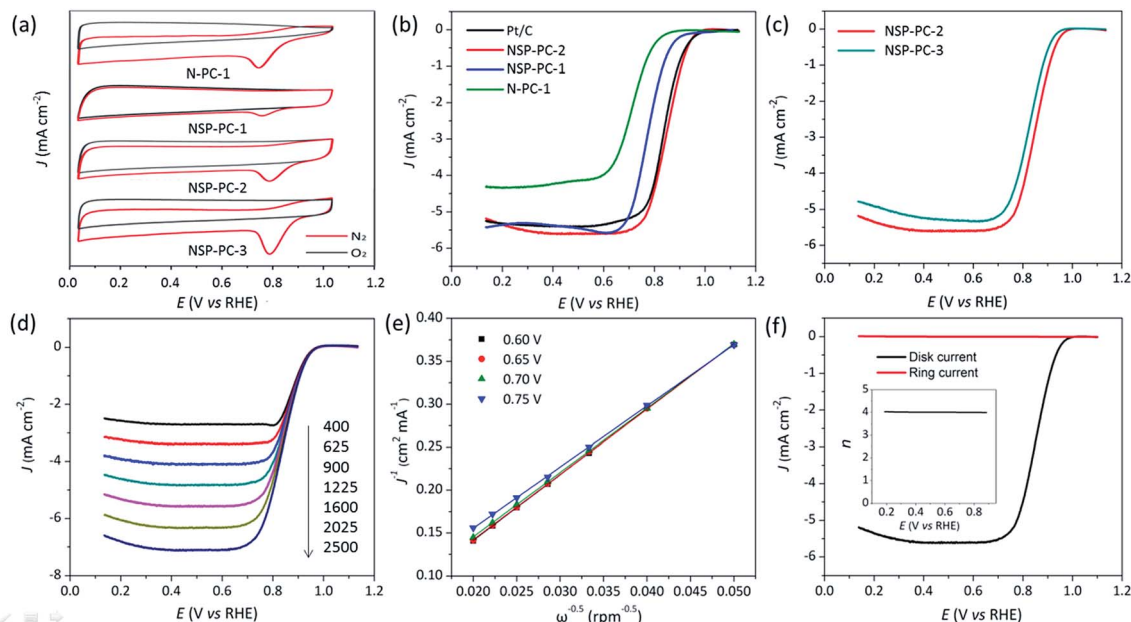 (a)
J (mA cm⁻²)
N-PC-1
NSP-PC-1
NSP-PC-2
NSP-PC-3
N₂
O₂
0.0 0.2 0.4 0.6 0.8 1.0 1.2
E (V vs RHE)
(b)
J (mA cm⁻²)
Pt/C
NSP-PC-2
NSP-PC-1
N-PC-1
0
-1
-2
-3
-4
-5
-6
0.0 0.2 0.4 0.6 0.8 1.0 1.2
E (V vs RHE)
(c)
J (mA cm⁻²)
NSP-PC-2
NSP-PC-3
0
-1
-2
-3
-4
-5
-6
0.0 0.2 0.4 0.6 0.8 1.0 1.2
E (V vs RHE)
(d)
J (mA cm⁻²)
0
-2
-4
-6
-8
400
625
900
1225
1600
2025
2500
0.0 0.2 0.4 0.6 0.8 1.0 1.2
E (V vs RHE)
(e)
j⁻¹ (cm² mA⁻¹)
0.60 V
0.65 V
0.70 V
0.75 V
0.40
0.35
0.30
0.25
0.20
0.15
0.10
0.020 0.025 0.030 0.035 0.040 0.045 0.050
ω⁻⁰·⁵ (rpm⁻⁰·⁵)
(f)
J (mA cm⁻²)
Disk current
Ring current
0
-1
-2
-3
-4
-5
-6
n
5
4
3
2
1
0
0.2 0.4 0.6 0.8
E (V vs RHE)
0.0 0.2 0.4 0.6 0.8 1.0 1.2
E (V vs RHE)